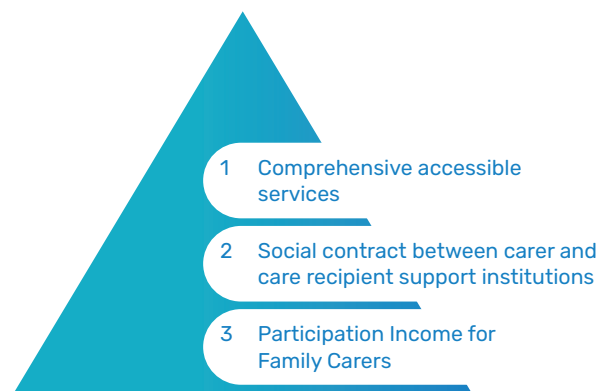 1 Comprehensive accessible
services
2 Social contract between carer and
care recipient support institutions
3 Participation Income for
Family Carers